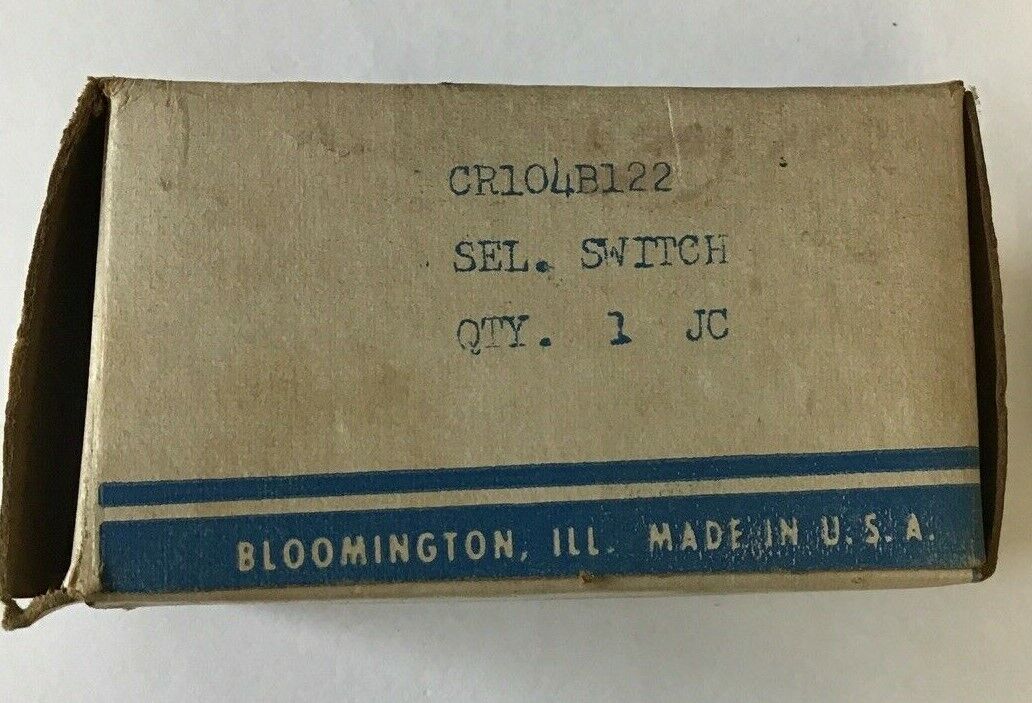 CR104B122
SEL. SWITCH
QTY. 1 JC
BLOOMINGTON, ILL. MADE IN U.S.A.